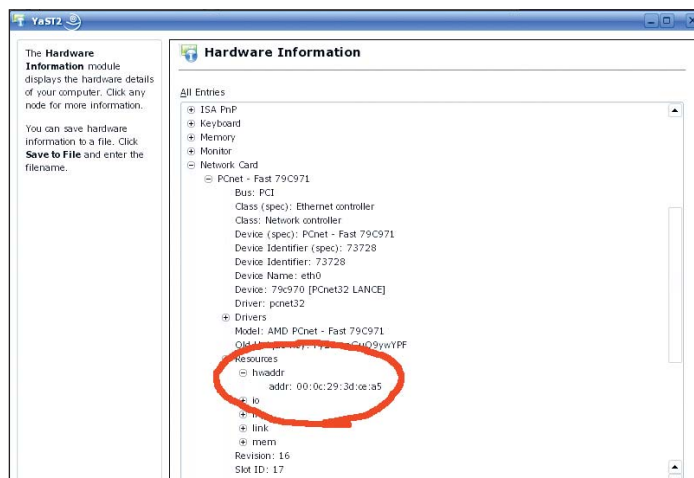 YaST2
The Hardware
Information module
displays the hardware details
of your computer. Click any
node for more information.
You can save hardware
information to a file. Click
Save to File and enter the
filename.
Hardware Information
All Entries
ISA PnP
Keyboard
Memory
Monitor
Network Card
PCnet - Fast 79C971
Bus: PCI
Class (spec): Ethernet controller
Class: Network controller
Device (spec): PCnet - Fast 79C971
Device Identifier (spec): 73728
Device Identifier: 73728
Device Name: eth0
Device: 79c970 [PCnet32 LANCE]
Driver: pcnet32
Drivers
Model: AMD PCnet - Fast 79C971
Resources
hwaddr
addr: 00:0c:29:3d:ce:a5
io
link
mem
Revision: 16
Slot ID: 17